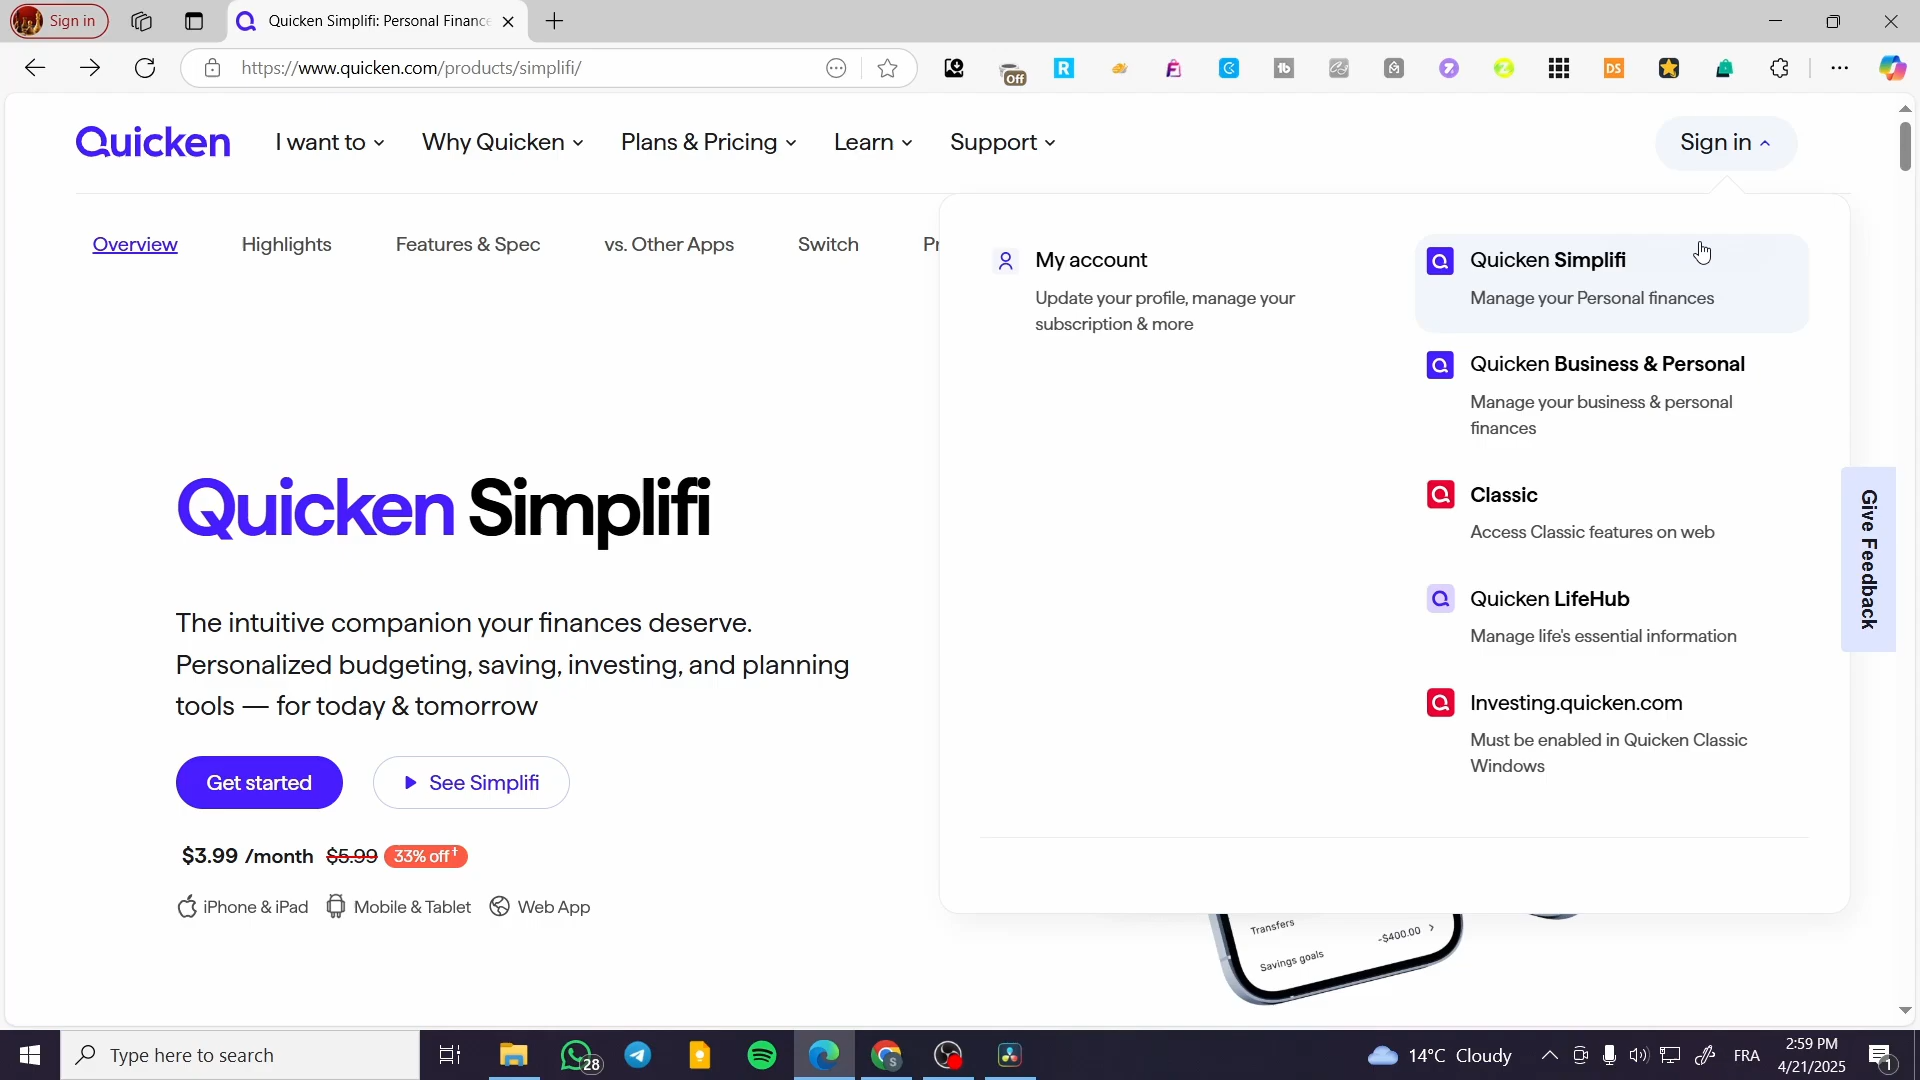 Sign in
Quicken Simplifi: Personal Finance
https://www.quicken.com/products/simplifi/
Off
Quicken
I want to
Why Quicken
Plans & Pricing
Learn
Support
Sign in
Overview
Highlights
Features & Spec
vs. Other Apps
Switch
Pr
My account
Update your profile, manage your
subscription & more
Quicken Simplifi
Manage your Personal finances
Quicken Business & Personal
Manage your business & personal
finances
Classic
Access Classic features on web
Quicken LifeHub
Manage life's essential information
Investing.quicken.com
Must be enabled in Quicken Classic
Windows
Give Feedback
Quicken Simplifi
The intuitive companion your finances deserve.
Personalized budgeting, saving, investing, and planning
tools — for today & tomorrow
Get started
See Simplifi
$3.99 /month $5.99 33% off†
iPhone & iPad
Mobile & Tablet
Web App
Transfers
-$400.00
Savings goals
Type here to search
28
14°C Cloudy
FRA
2:59 PM
4/21/2025
1